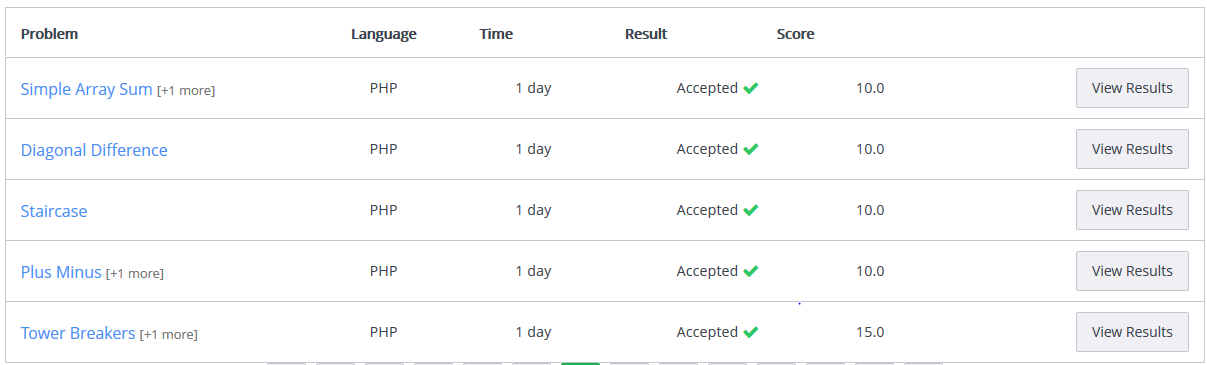 Problem Language Time Result Score
Simple Array Sum [+1 more] PHP 1 day Accepted 10.0 View Results
Diagonal Difference PHP 1 day Accepted 10.0 View Results
Staircase PHP 1 day Accepted 10.0 View Results
Plus Minus [+1 more] PHP 1 day Accepted 10.0 View Results
Tower Breakers [+1 more] PHP 1 day Accepted 15.0 View Results